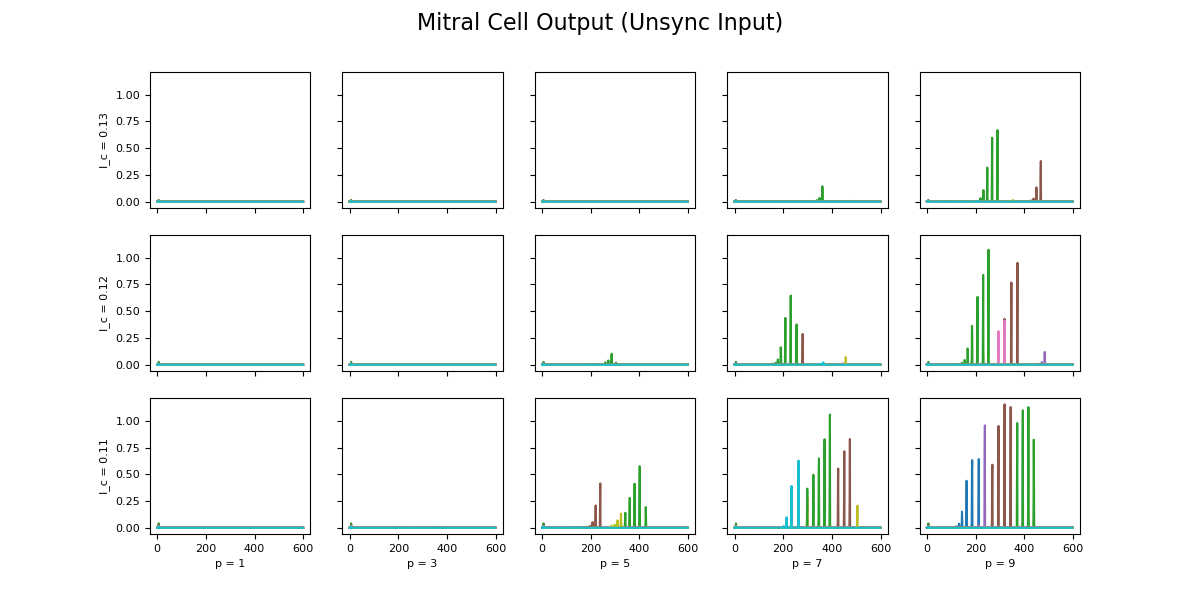 Mitral Cell Output (Unsync Input)
I_c = 0.13
1.00
0.75
0.50
0.25
0.00
I_c = 0.12
1.00
0.75
0.50
0.25
0.00
I_c = 0.11
1.00
0.75
0.50
0.25
0.00
0 200 400 600
0 200 400 600
0 200 400 600
0 200 400 600
0 200 400 600
p = 1
p = 3
p = 5
p = 7
p = 9